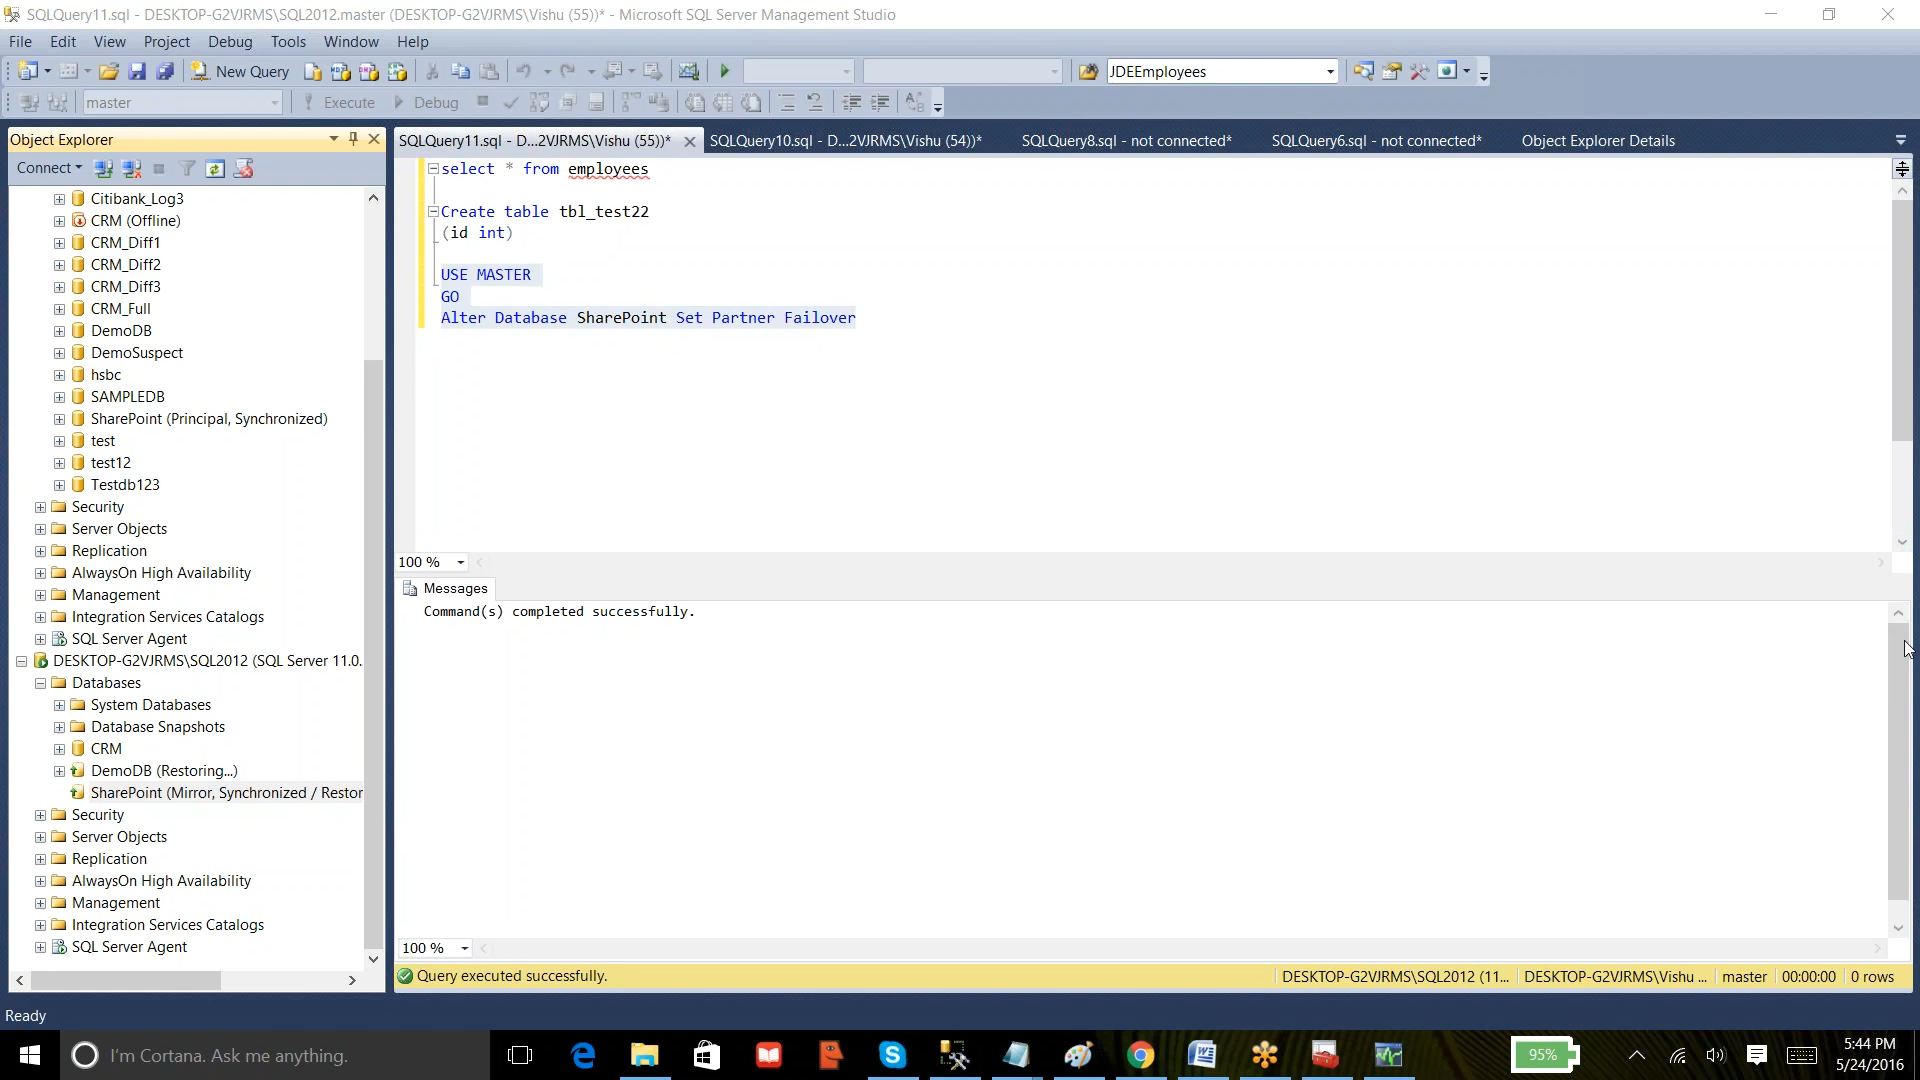 SQLQuery11.sql - DESKTOP-G2VJRMS\SQL2012.master (DESKTOP-G2VJRMS\Vishu (55))* - Microsoft SQL Server Management Studio
File Edit View Project Debug Tools Window Help
New Query JDEEmployees
master Execute Debug
Object Explorer
SQLQuery11.sql - D...2VJRMS\Vishu (55))* SQLQuery10.sql - D...2VJRMS\Vishu (54))* SQLQuery8.sql - not connected* SQLQuery6.sql - not connected* Object Explorer Details
Connect
Citibank_Log3
CRM (Offline)
CRM_Diff1
CRM_Diff2
CRM_Diff3
CRM_Full
DemoDB
DemoSuspect
hsbc
SAMPLEDB
SharePoint (Principal, Synchronized)
test
test12
Testdb123
Security
Server Objects
Replication
AlwaysOn High Availability
Management
Integration Services Catalogs
SQL Server Agent
DESKTOP-G2VJRMS\SQL2012 (SQL Server 11.0.
Databases
System Databases
Database Snapshots
CRM
DemoDB (Restoring...)
SharePoint (Mirror, Synchronized / Restor
Security
Server Objects
Replication
AlwaysOn High Availability
Management
Integration Services Catalogs
SQL Server Agent
select * from employees
Create table tbl_test22
(id int)
USE MASTER
GO
Alter Database SharePoint Set Partner Failover
100 %
Messages
Command(s) completed successfully.
100 %
Query executed successfully. DESKTOP-G2VJRMS\SQL2012 (11... DESKTOP-G2VJRMS\Vishu ... master 00:00:00 0 rows
Ready
I'm Cortana. Ask me anything.
95%
5:44 PM
5/24/2016